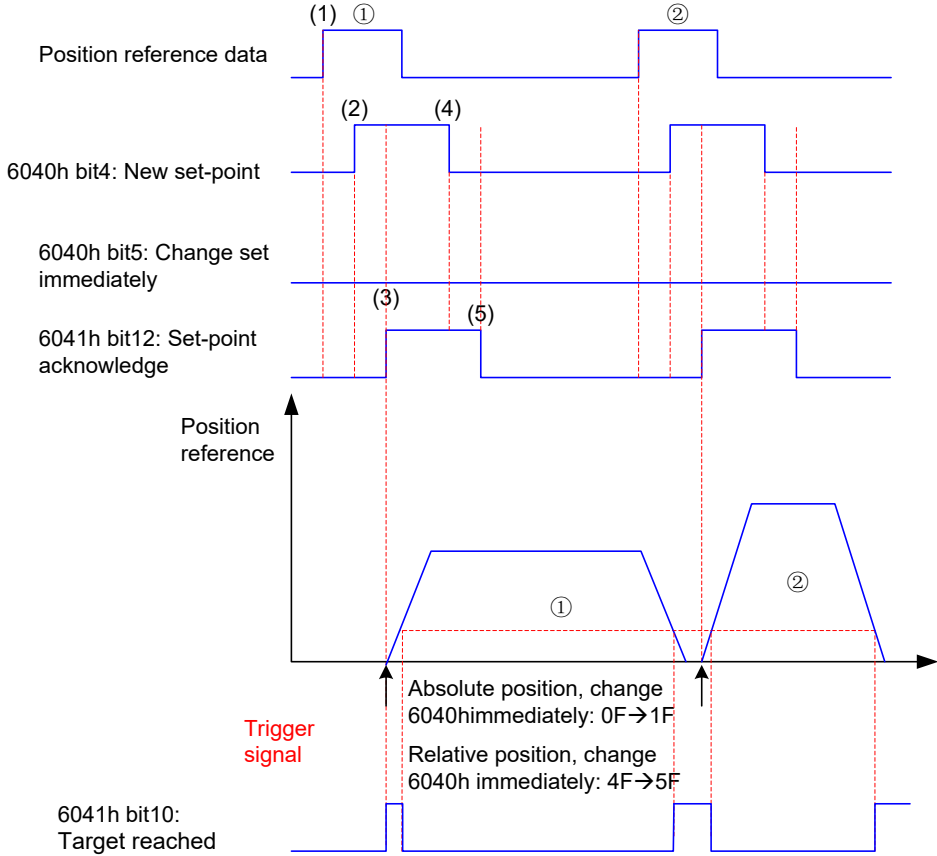 (1) ①
②
Position reference data
(2)
(4)
6040h bit4: New set-point
6040h bit5: Change set
immediately
(3)
(5)
6041h bit12: Set-point
acknowledge
Position
reference
①
②
Absolute position, change
6040himmediately: 0F→1F
Trigger
signal
Relative position, change
6040h immediately: 4F→5F
6041h bit10:
Target reached